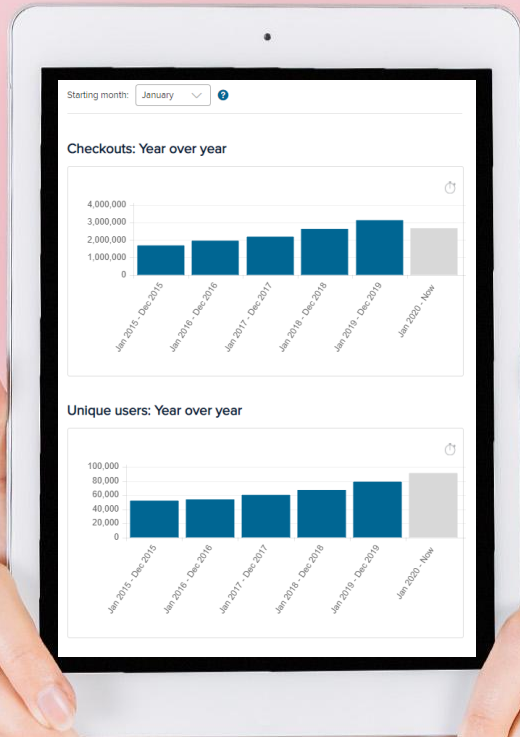 Starting month: January ?
Checkouts: Year over year
4,000,000
3,000,000
2,000,000
1,000,000
0
Jan 2015 - Dec 2015
Jan 2016 - Dec 2016
Jan 2017 - Dec 2017
Jan 2018 - Dec 2018
Jan 2019 - Dec 2019
Jan 2020 - Now
Unique users: Year over year
100,000
80,000
60,000
40,000
20,000
0
Jan 2015 - Dec 2015
Jan 2016 - Dec 2016
Jan 2017 - Dec 2017
Jan 2018 - Dec 2018
Jan 2019 - Dec 2019
Jan 2020 - Now